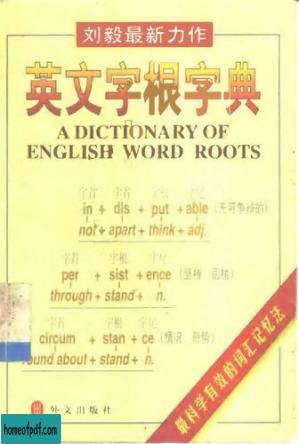 刘毅最新力作
英文字根字典
A DICTIONARY OF
ENGLISH WORD ROOTS
字首 字首 字根 字尾
in + dis + put + able (无可争辩的)
not + apart + think + adj.
字首 字根 字尾
per + sist + ence (坚持 固执)
through + stand + n.
字首 字根 字尾
circum + stan + ce (情况 形势)
round about + stand + n.
最科学有效的词汇记忆法
外文出版社
homeofpdf.com